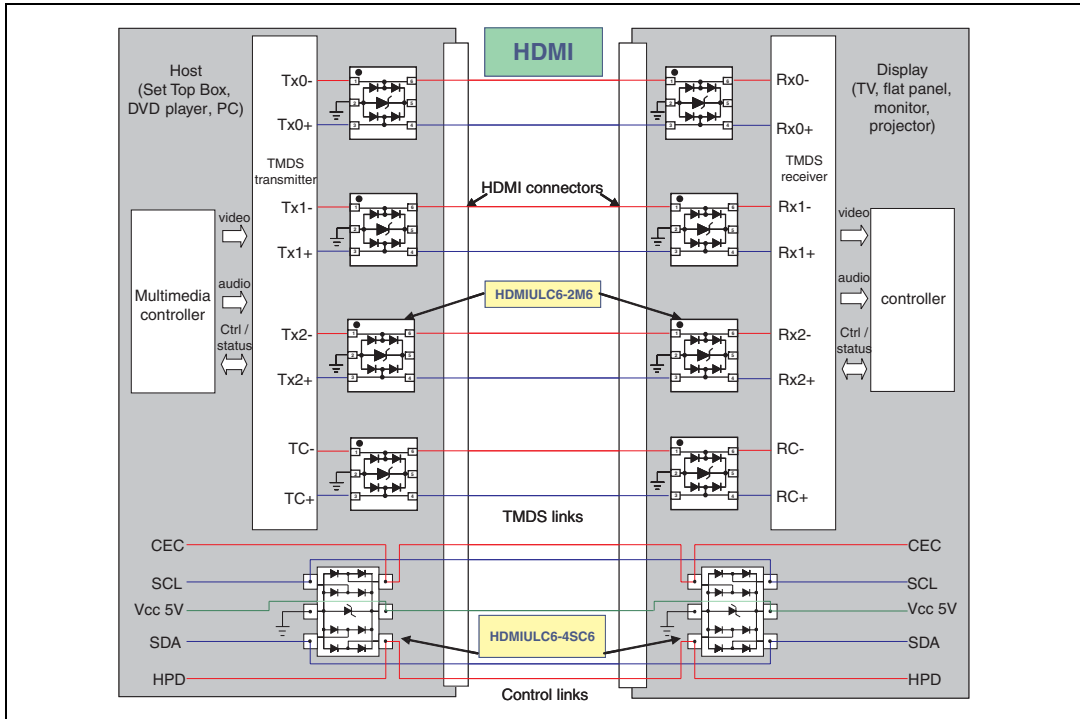 HDMI
Host
(Set Top Box,
DVD player, PC)
Display
(TV, flat panel,
monitor,
projector)
Tx0-
Tx0+
TMDS
transmitter
Tx1-
Tx1+
Tx2-
Tx2+
TC-
TC+
Rx0-
Rx0+
TMDS
receiver
Rx1-
Rx1+
Rx2-
Rx2+
RC-
RC+
HDMI connectors
HDMIULC6-2M6
TMDS links
Multimedia
controller
video
audio
Ctrl /
status
video
audio
Ctrl /
status
controller
CEC
SCL
Vcc 5V
SDA
HPD
CEC
SCL
Vcc 5V
SDA
HPD
HDMIULC6-4SC6
Control links